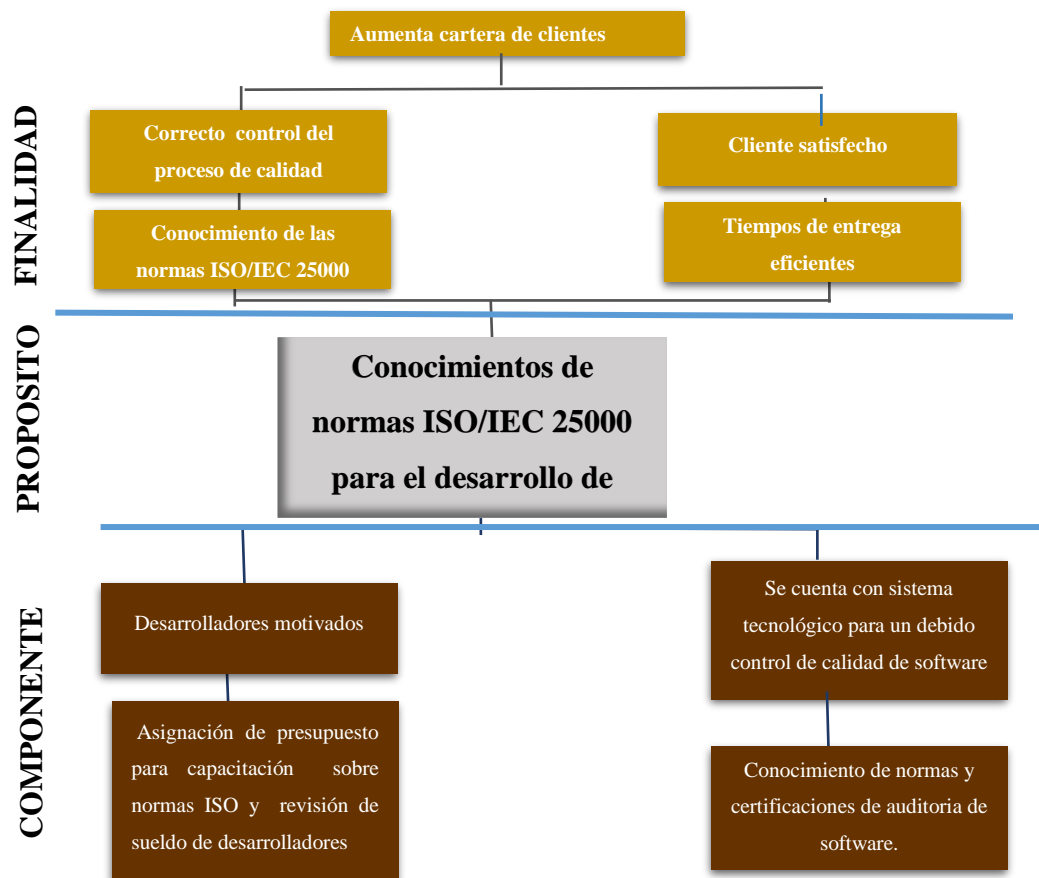 Aumenta cartera de clientes
FINALIDAD
Correcto control del
proceso de calidad
Cliente satisfecho
Conocimiento de las
normas ISO/IEC 25000
Tiempos de entrega
eficientes
PROPOSITO
Conocimientos de
normas ISO/IEC 25000
para el desarrollo de
COMPONENTE
Desarrolladores motivados
Se cuenta con sistema
tecnológico para un debido
control de calidad de software
Asignación de presupuesto
para capacitación sobre
normas ISO y revisión de
sueldo de desarrolladores
Conocimiento de normas y
certificaciones de auditoria de
software.